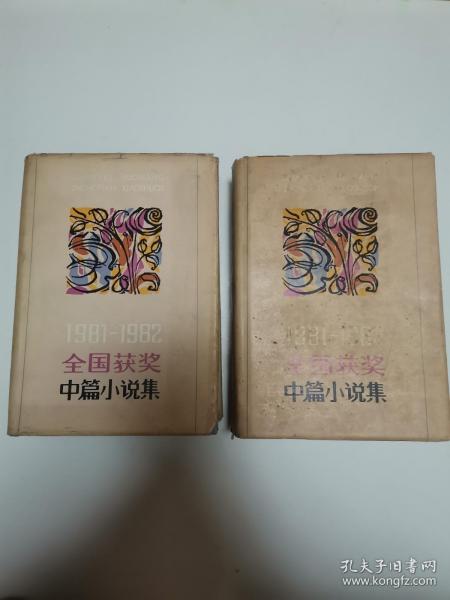 1981-1982
全国获奖
中篇小说集
全国获奖
中篇小说集
孔夫子旧书网
www.kongfz.com